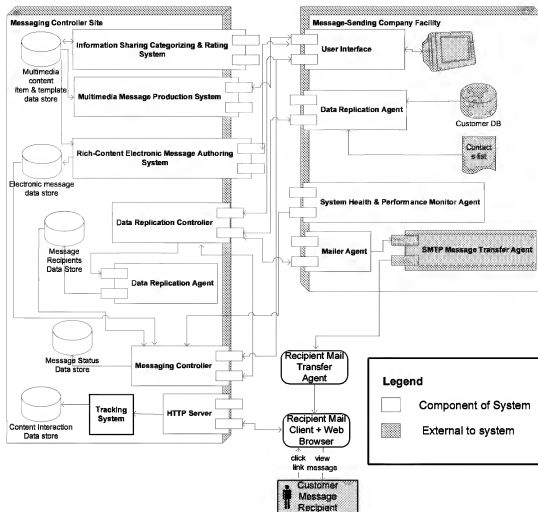 Messaging Controller Site
Information Sharing Categorizing & Rating
System
Multimedia
content
item & template
data store
Multimedia Message Production System
Rich-Content Electronic Message Authoring
System
Electronic message
data store
Data Replication Controller
Message
Recipients
Data Store
Data Replication Agent
Message Status
Data store
Messaging Controller
Content Interaction
Data store
Tracking
System
HTTP Server
Message-Sending Company Facility
User Interface
Data Replication Agent
Customer DB
Contact
s list
System Health & Performance Monitor Agent
Mailer Agent
SMTP Message Transfer Agent
Recipient Mail
Transfer
Agent
Recipient Mail
Client + Web
Browser
click
link
view
message
Customer
Message
Recipient
Legend
Component of System
External to system